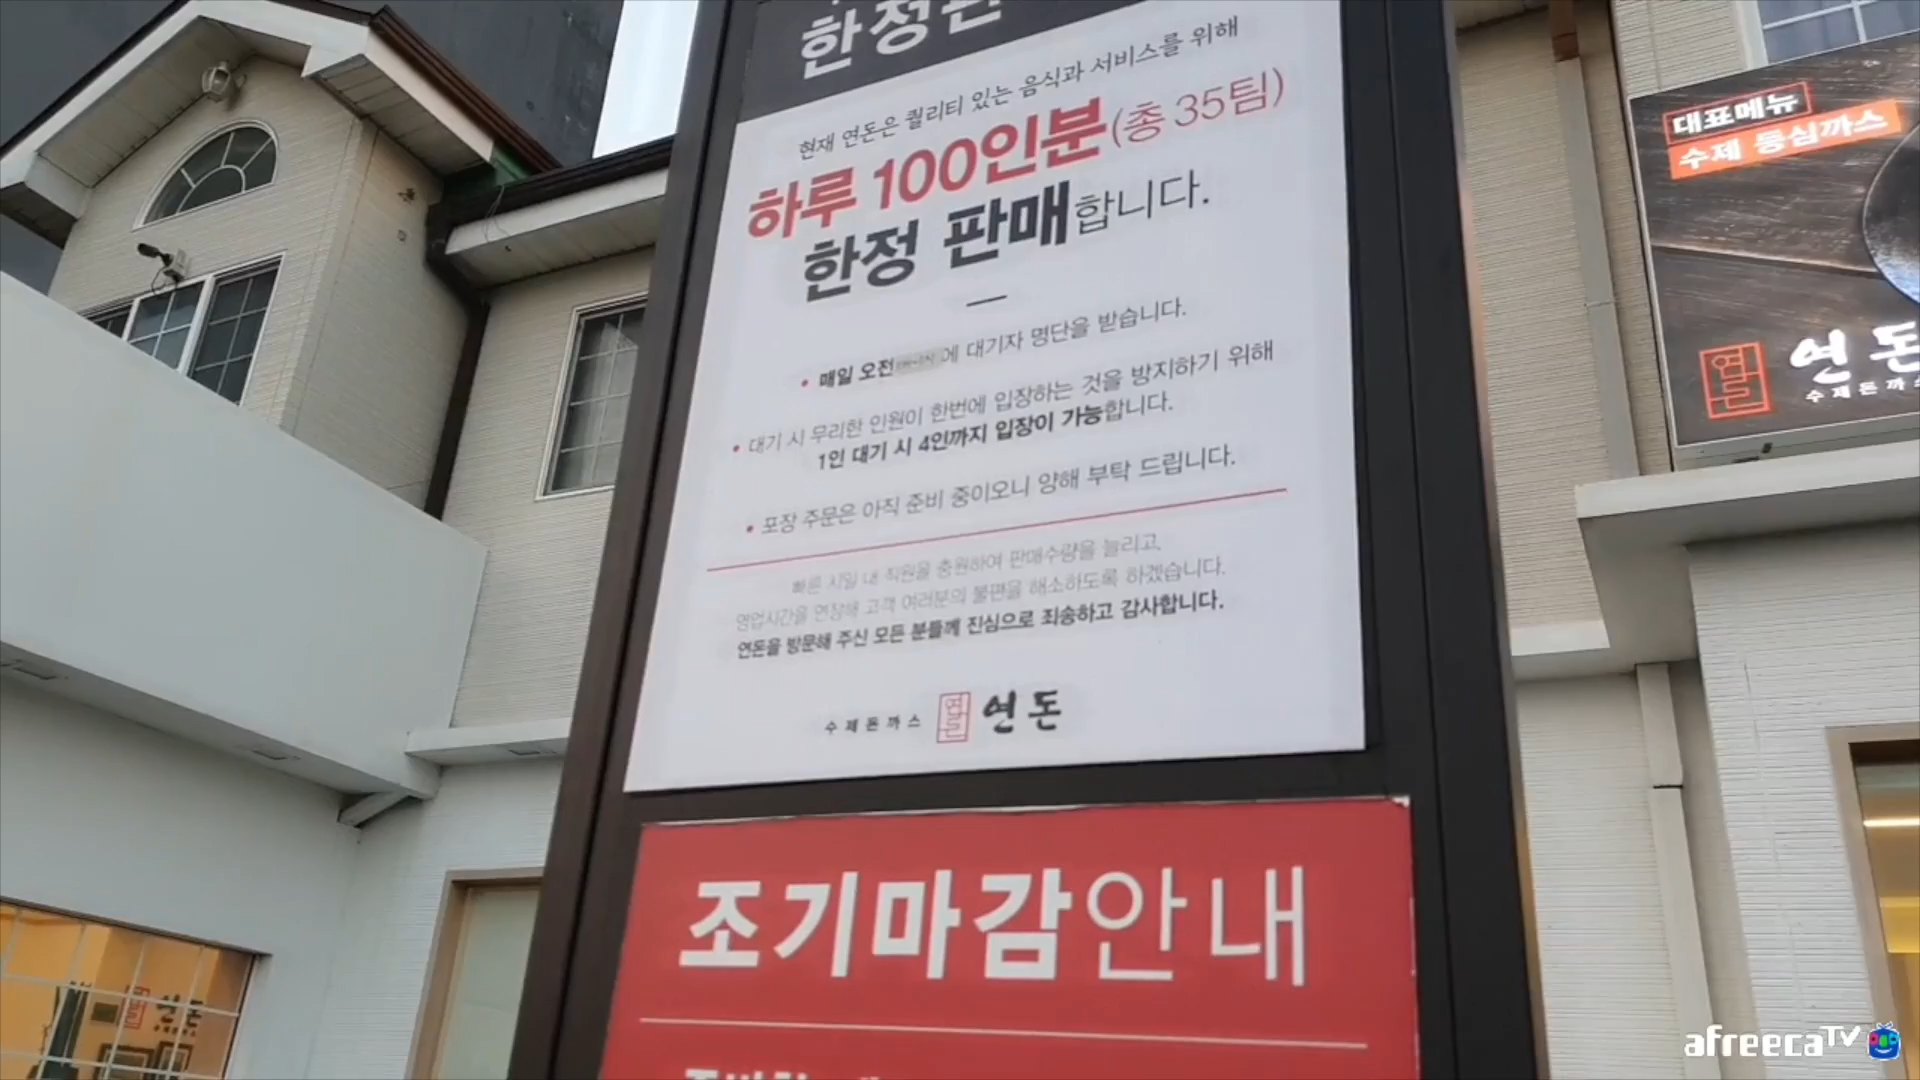 한정판
현재 연돈은 퀄리티 있는 음식과 서비스를 위해
하루 100인분(총 35팀)
한정 판매합니다.
• 매일 오전 에 대기자 명단을 받습니다.
• 대기 시 무리한 인원이 한번에 입장하는 것을 방지하기 위해
1인 대기 시 4인까지 입장이 가능합니다.
• 포장 주문은 아직 준비 중이오니 양해 부탁 드립니다.
빠른 시일 내 직원을 충원하여 판매수량을 늘리고,
영업시간을 연장해 고객 여러분의 불편을 해소하도록 하겠습니다.
연돈을 방문해 주신 모든 분들께 진심으로 죄송하고 감사합니다.
수제돈까스 연돈
조기마감안내
대표메뉴
수제 등심까스
연돈
수제돈까스
연돈
afreecaTV